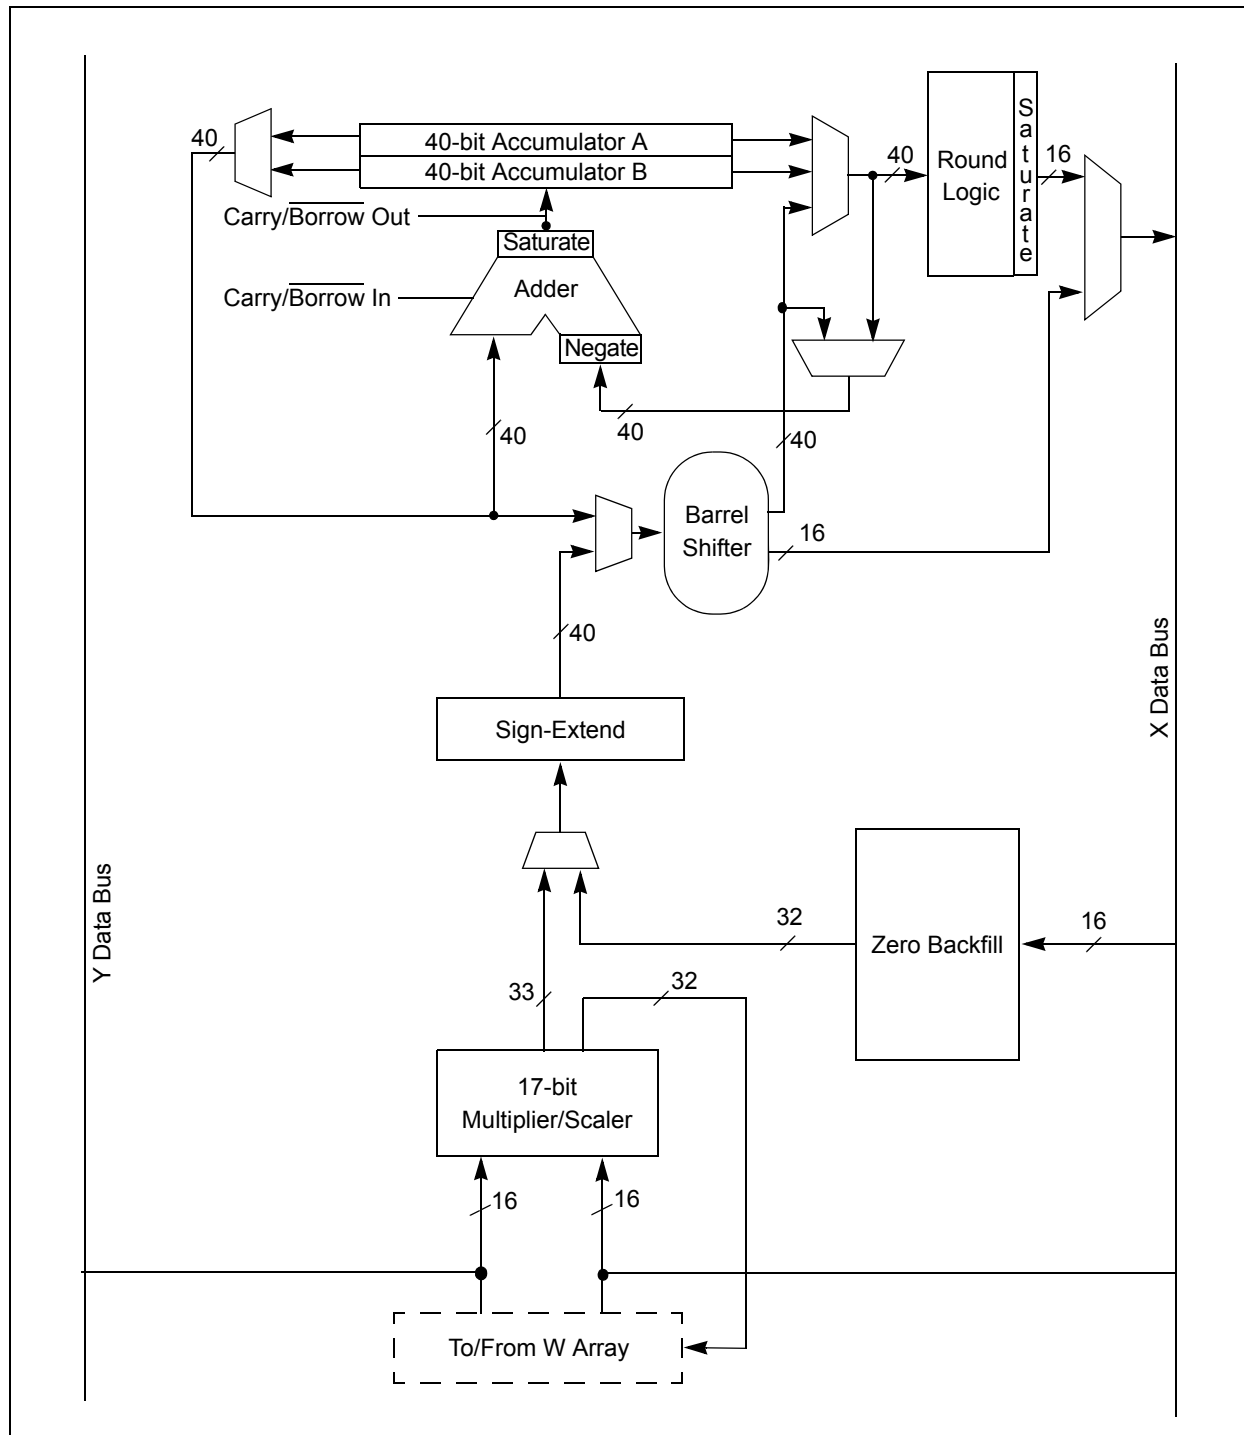 40
40-bit Accumulator A
40-bit Accumulator B
Carry/Borrow Out
Saturate
Carry/Borrow In
Adder
Negate
40
Round
Logic
Saturate
16
40
40
40
Barrel
Shifter
16
40
Sign-Extend
X Data Bus
Y Data Bus
32
Zero Backfill
16
33
32
17-bit
Multiplier/Scaler
16
16
To/From W Array